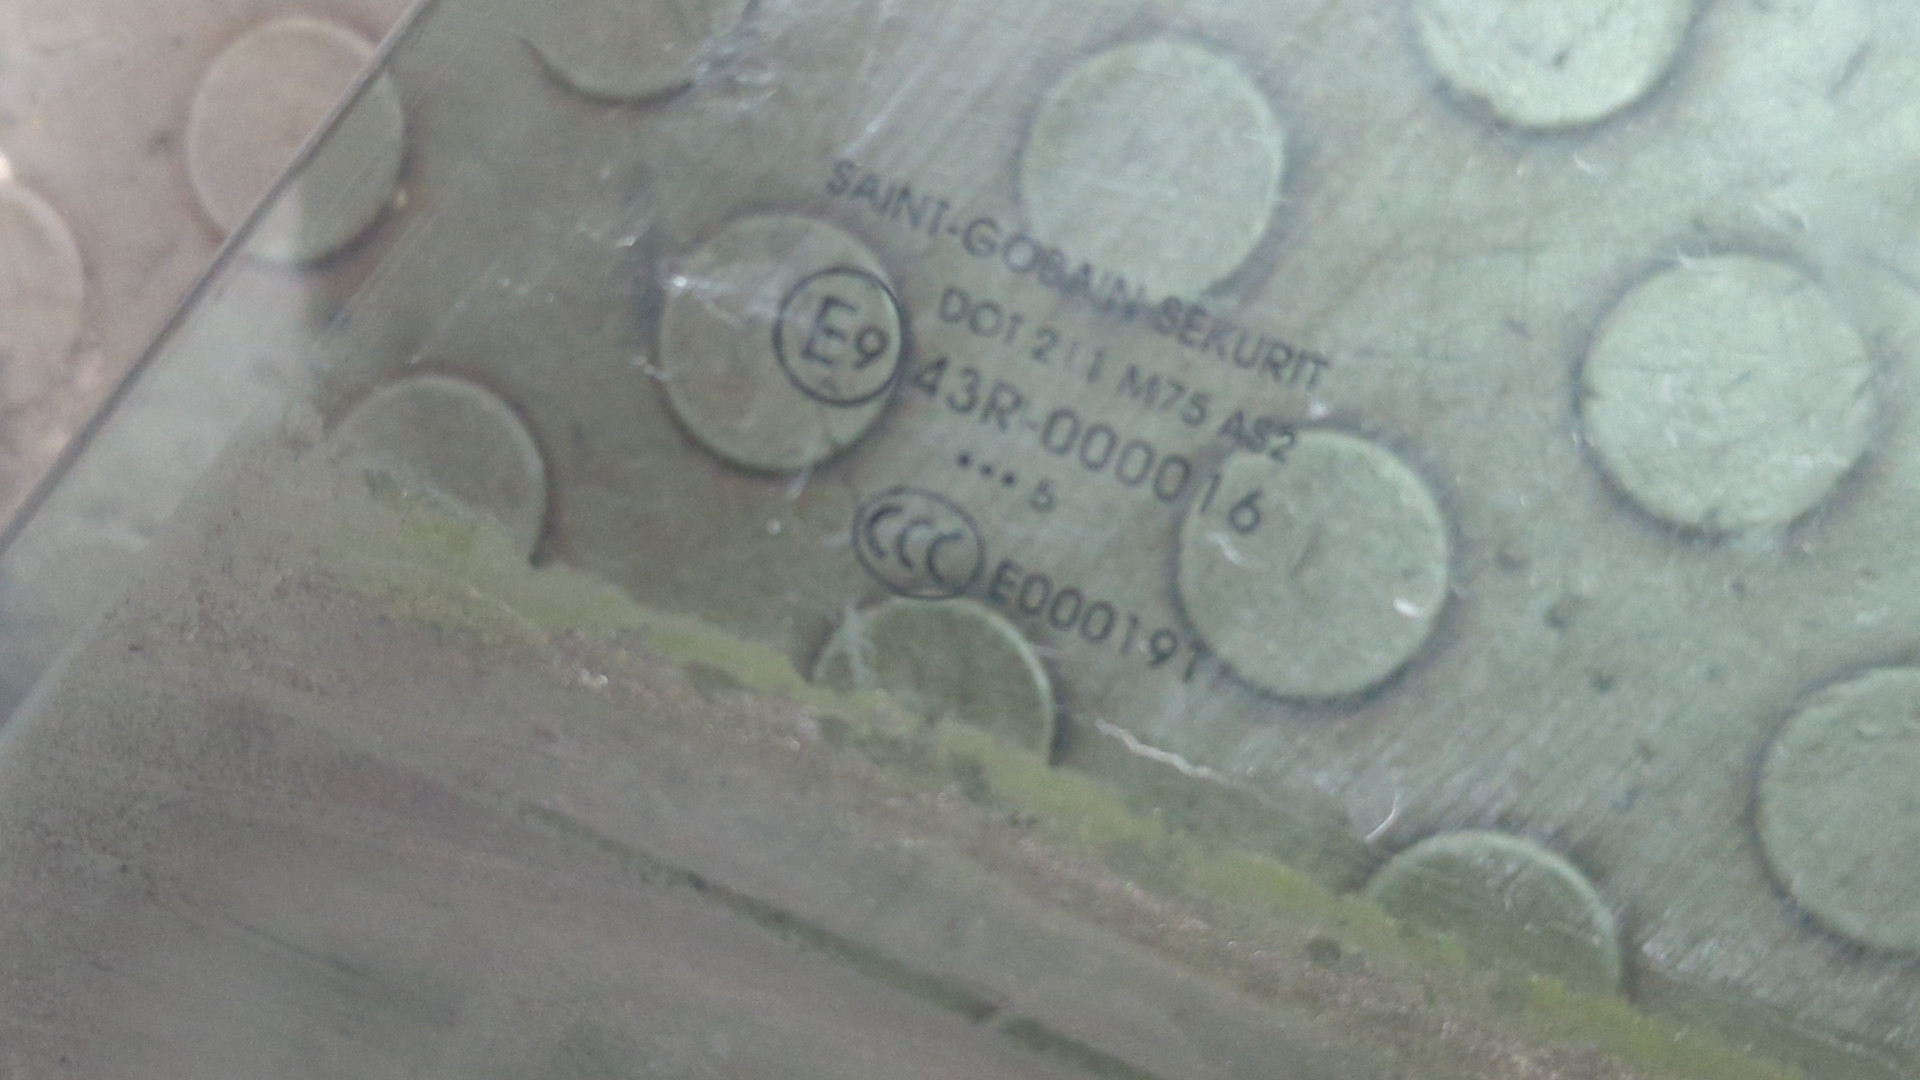 SAINT-GOBAIN SEKURIT
DOT 211 M75 AS2
E9 43R-000016
••• 5
CCC E000191